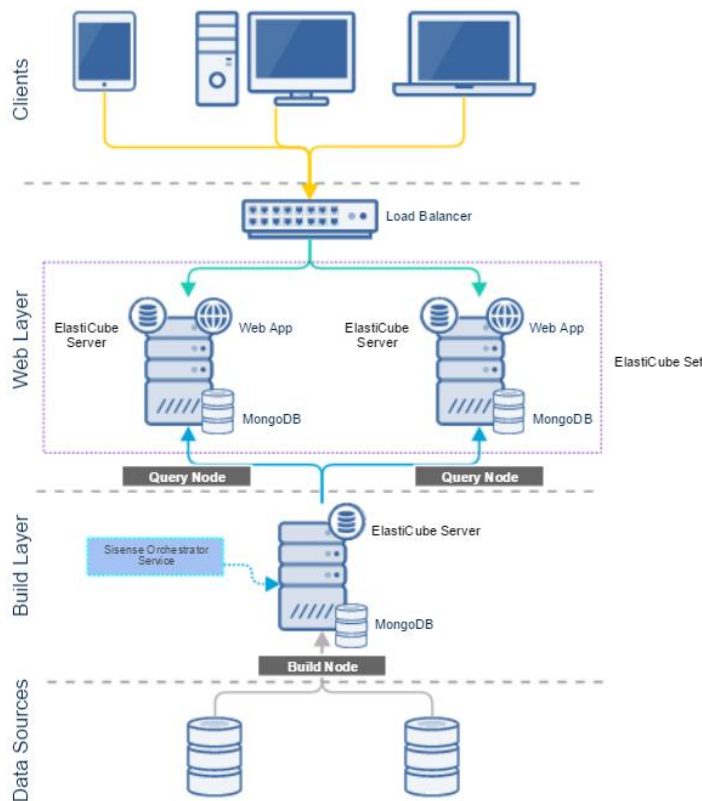 Clients
Load Balancer
Web Layer
ElastiCube
Server
Web App
MongoDB
ElastiCube
Server
Web App
MongoDB
ElastiCube Set
Query Node
Query Node
Build Layer
Sisense Orchestrator
Service
ElastiCube Server
MongoDB
Build Node
Data Sources